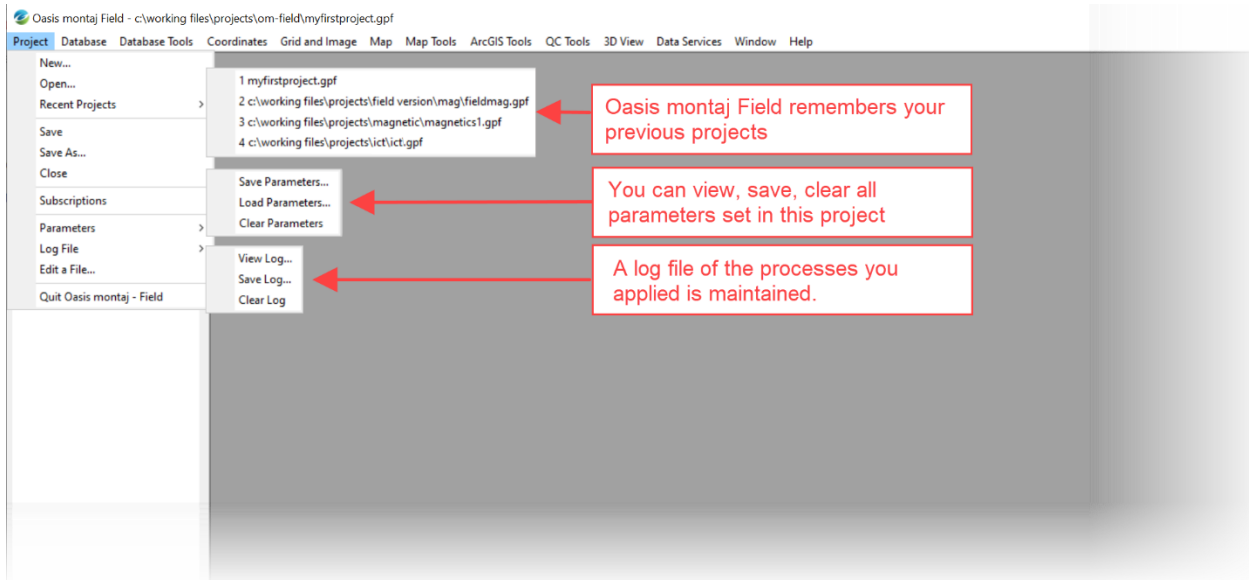 Oasis montaj Field - c:\working files\projects\om-field\myfirstproject.gpf
Project Database Database Tools Coordinates Grid and Image Map Map Tools ArcGIS Tools QC Tools 3D View Data Services Window Help
New...
Open...
Recent Projects >
Save
Save As...
Close
Subscriptions
Parameters >
Log File >
Edit a File...
Quit Oasis montaj - Field
1 myfirstproject.gpf
2 c:\working files\projects\field version\mag\fieldmag.gpf
3 c:\working files\projects\magnetic\magnetics1.gpf
4 c:\working files\projects\ict\ict.gpf
Oasis montaj Field remembers your
previous projects
Save Parameters...
Load Parameters...
Clear Parameters
You can view, save, clear all
parameters set in this project
View Log...
Save Log...
Clear Log
A log file of the processes you
applied is maintained.